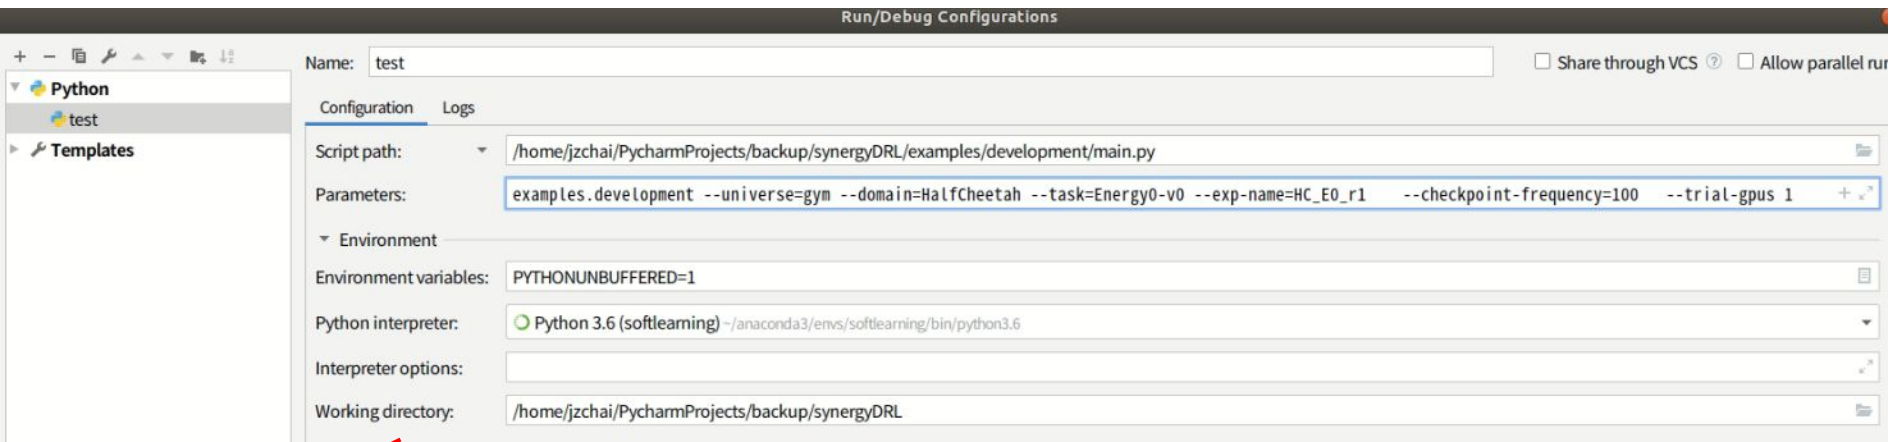 Run/Debug Configurations
Name: test
Share through VCS ? Allow parallel run
Python
test
Templates
Configuration Logs
Script path: /home/jzchai/PycharmProjects/backup/synergyDRL/examples/development/main.py
Parameters: examples.development --universe=gym --domain=HalfCheetah --task=Energy0-v0 --exp-name=HC_E0_r1 --checkpoint-frequency=100 --trial-gpus 1
Environment
Environment variables: PYTHONUNBUFFERED=1
Python interpreter: Python 3.6 (softlearning) ~/anaconda3/envs/softlearning/bin/python3.6
Interpreter options:
Working directory: /home/jzchai/PycharmProjects/backup/synergyDRL